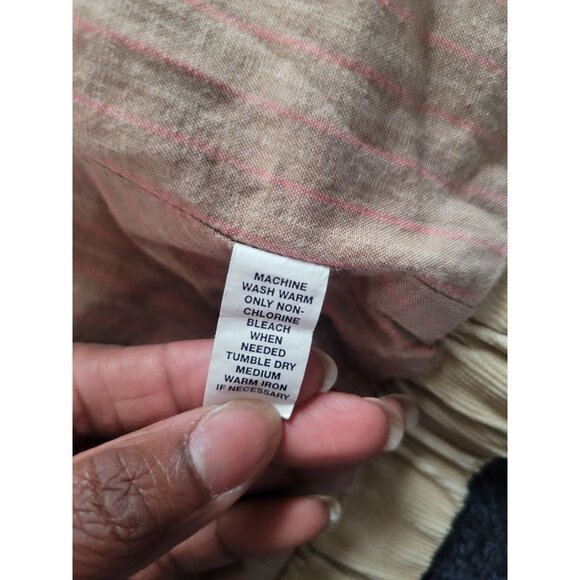 MACHINE
WASH WARM
ONLY NON-
CHLORINE
BLEACH
WHEN
NEEDED
TUMBLE DRY
MEDIUM
WARM IRON
IF NECESSARY